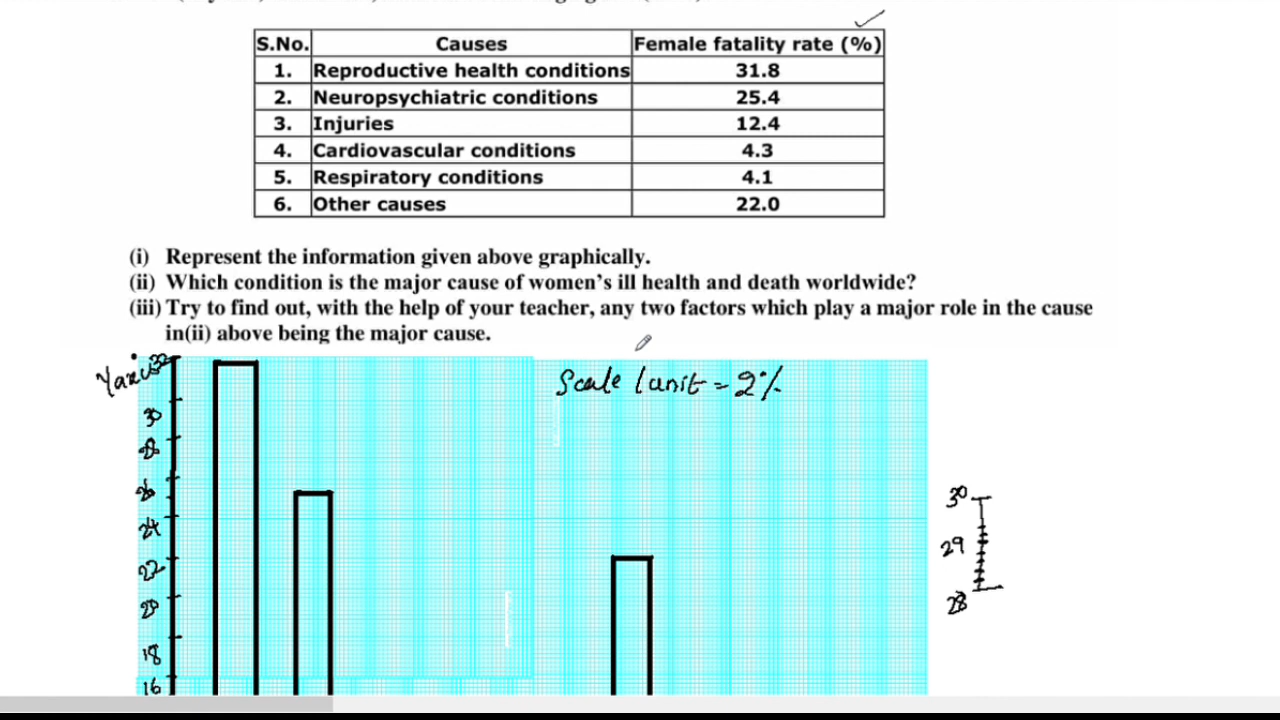 S.No. Causes Female fatality rate (%)
1. Reproductive health conditions 31.8
2. Neuropsychiatric conditions 25.4
3. Injuries 12.4
4. Cardiovascular conditions 4.3
5. Respiratory conditions 4.1
6. Other causes 22.0
(i) Represent the information given above graphically.
(ii) Which condition is the major cause of women's ill health and death worldwide?
(iii) Try to find out, with the help of your teacher, any two factors which play a major role in the cause
in(ii) above being the major cause.
Yaxis 32
Scale 1 unit = 2%
30
28
26
24
22
20
18
16
30
29
28